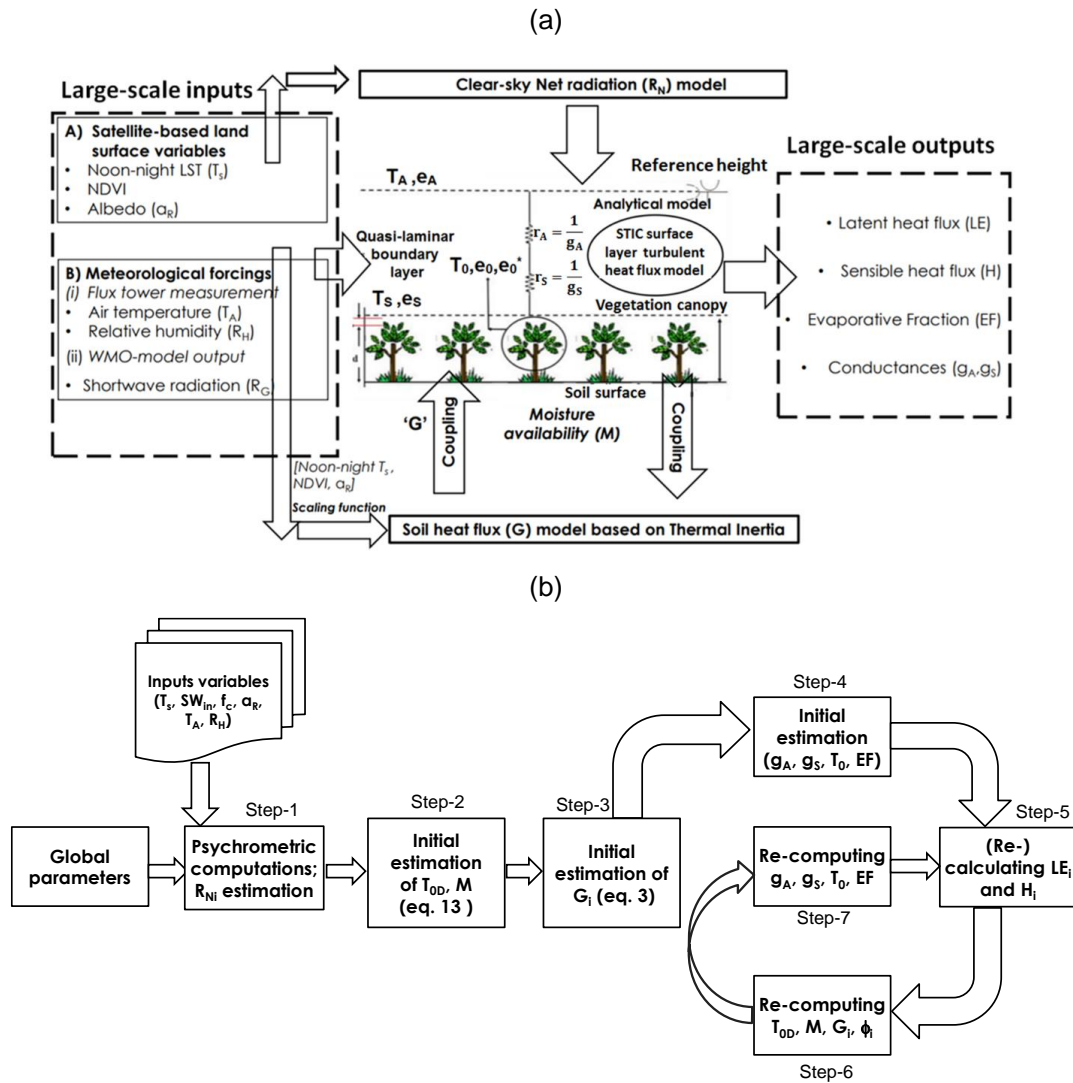 (a)
Large-scale inputs
A) Satellite-based land
surface variables
• Noon-night LST (Ts)
• NDVI
• Albedo (aR)
B) Meteorological forcings
(i) Flux tower measurement
• Air temperature (TA)
• Relative humidity (RH)
(ii) WMO-model output
• Shortwave radiation (RG)
Clear-sky Net radiation (RN) model
TA ,eA
Reference height
Analytical model
rA = 1/gA
STIC surface
layer turbulent
heat flux model
rS = 1/gS
Quasi-laminar
boundary
layer
T0,e0,e0*
TS,eS
Vegetation canopy
d
Soil surface
'G'
Coupling
Moisture
availability (M)
Coupling
[Noon-night Ts,
NDVI, aR]
Scaling function
Soil heat flux (G) model based on Thermal Inertia
Large-scale outputs
• Latent heat flux (LE)
• Sensible heat flux (H)
• Evaporative Fraction (EF)
• Conductances (gA,gS)
(b)
Inputs variables
(Ts, SWin, fc, aR,
TA, RH)
Global
parameters
Step-1
Psychrometric
computations;
RNi estimation
Step-2
Initial
estimation
of T0D, M
(eq. 13 )
Step-3
Initial
estimation of
Gi (eq. 3)
Step-4
Initial
estimation
(gA, gS, T0, EF)
Step-5
(Re-)
calculating LEi
and Hi
Re-computing
gA, gS, T0, EF
Step-7
Re-computing
T0D, M, Gi, ϕi
Step-6